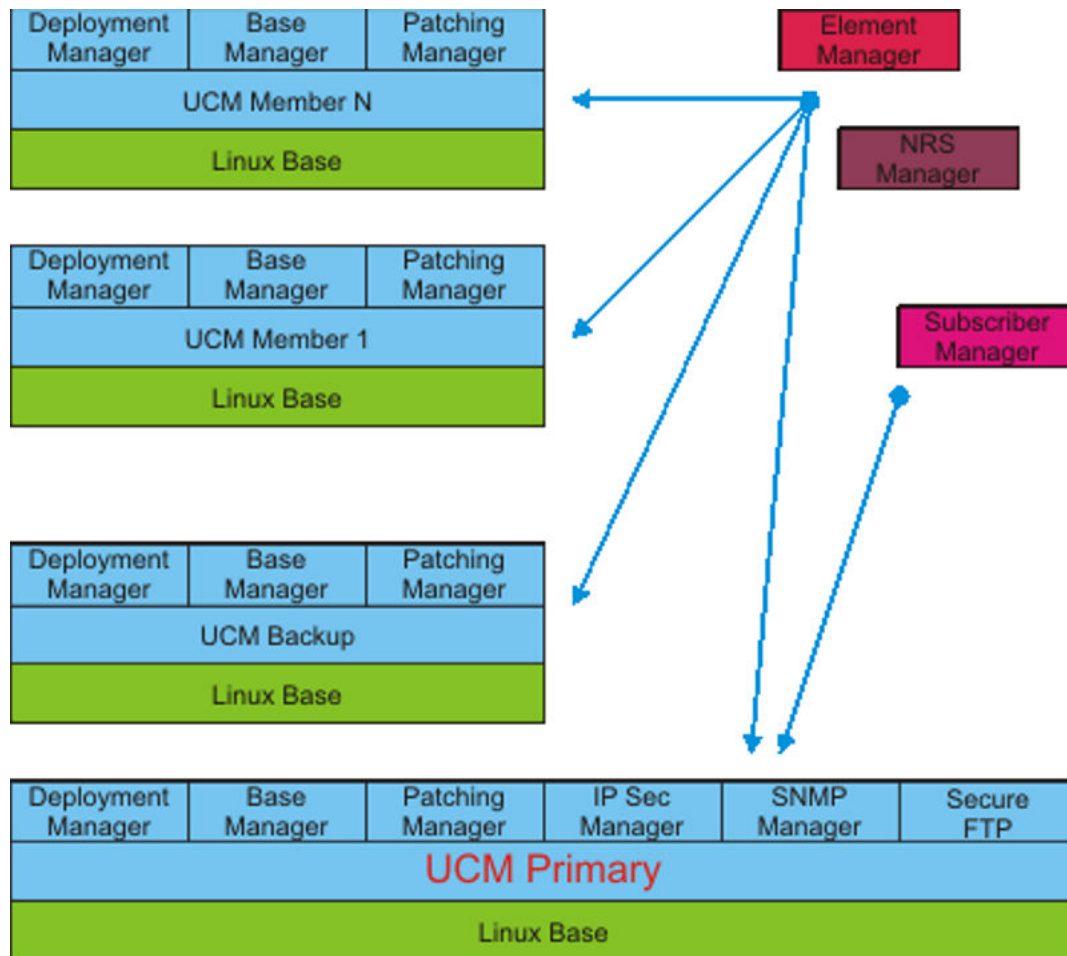 Deployment
Manager
Base
Manager
Patching
Manager
UCM Member N
Linux Base
Element
Manager
NRS
Manager
Deployment
Manager
Base
Manager
Patching
Manager
UCM Member 1
Linux Base
Subscriber
Manager
Deployment
Manager
Base
Manager
Patching
Manager
UCM Backup
Linux Base
Deployment
Manager
Base
Manager
Patching
Manager
IP Sec
Manager
SNMP
Manager
Secure
FTP
UCM Primary
Linux Base